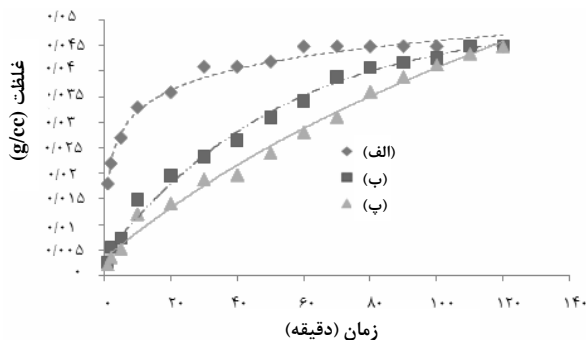 ۰/۰۵
۰/۰۴۵
۰/۰۴
۰/۰۳۵
۰/۰۳
۰/۰۲۵
۰/۰۲
۰/۰۱۵
۰/۰۱
۰/۰۰۵
۰
غلظت (g/cc)
(الف)
(ب)
(پ)
۰ ۲۰ ۴۰ ۶۰ ۸۰ ۱۰۰ ۱۲۰ ۱۴۰
زمان (دقیقه)